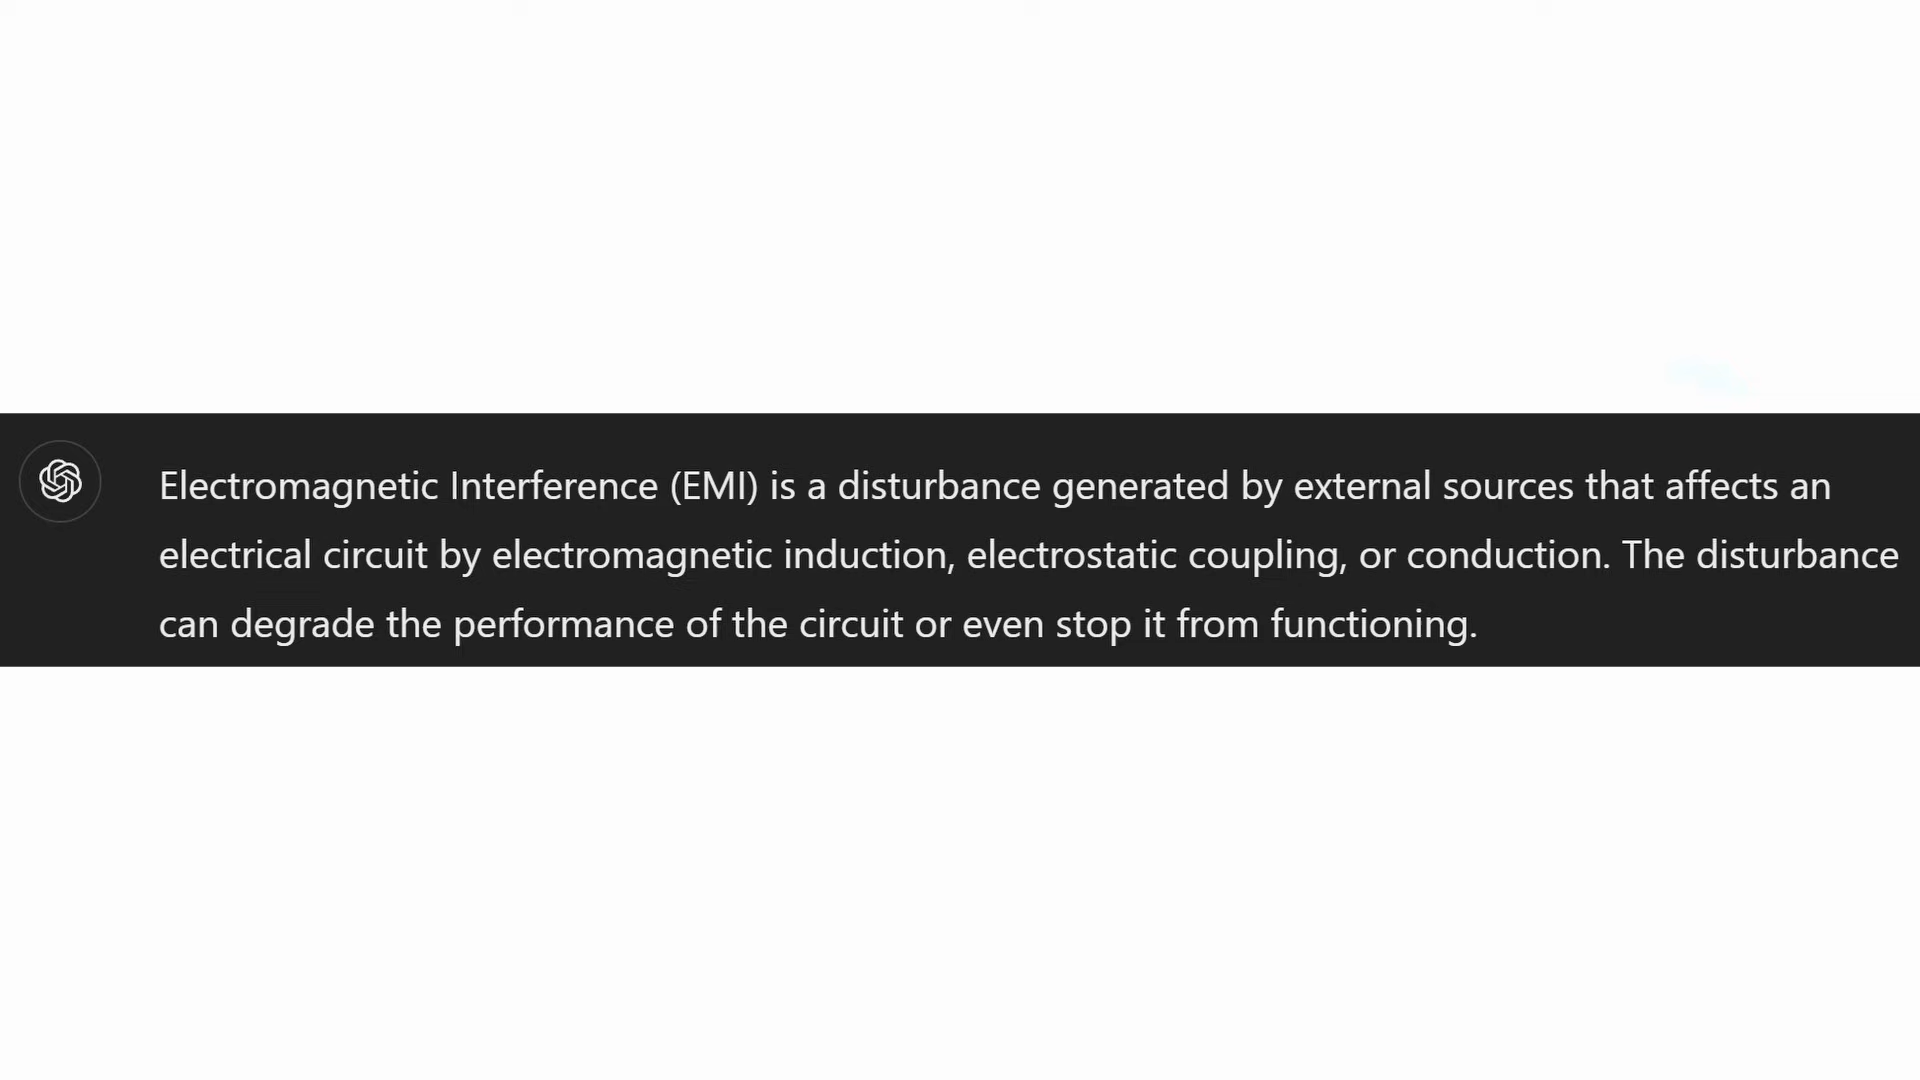 Electromagnetic Interference (EMI) is a disturbance generated by external sources that affects an
electrical circuit by electromagnetic induction, electrostatic coupling, or conduction. The disturbance
can degrade the performance of the circuit or even stop it from functioning.